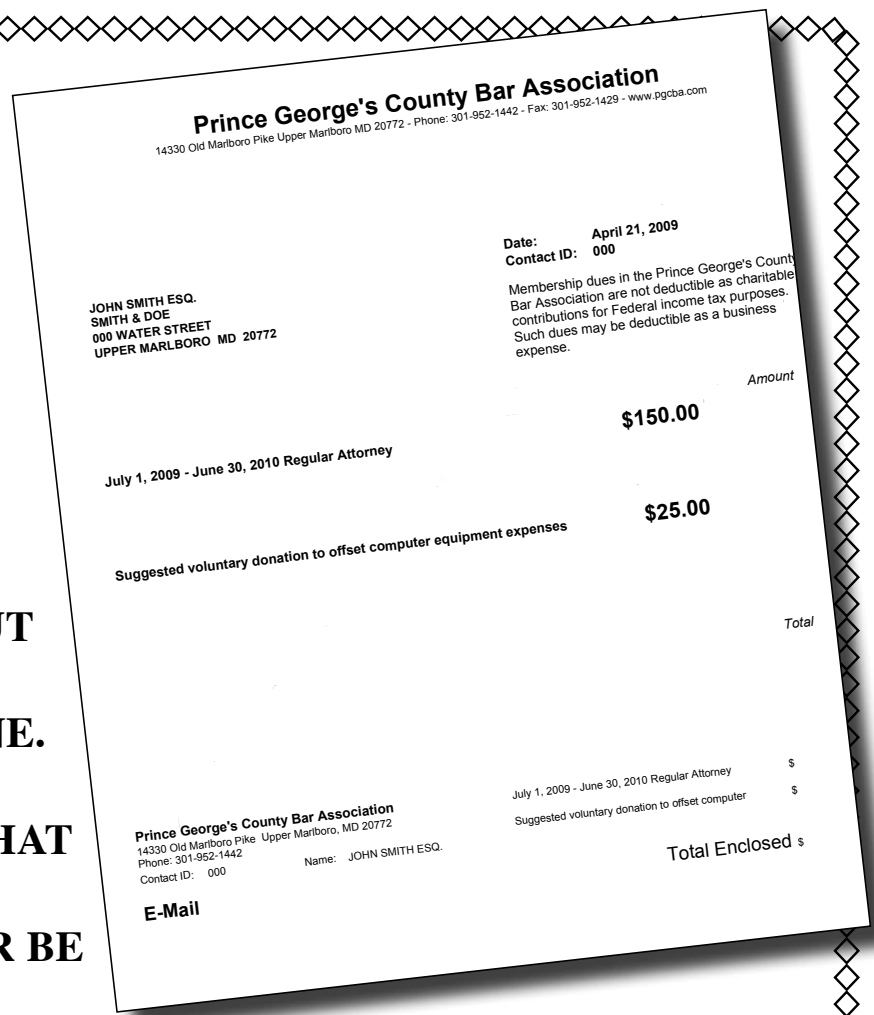 Prince George's County Bar Association
14330 Old Marlboro Pike Upper Marlboro MD 20772 - Phone: 301-952-1442 - Fax: 301-952-1429 - www.pgcba.com
Date: April 21, 2009
Contact ID: 000
JOHN SMITH ESQ.
SMITH & DOE
000 WATER STREET
UPPER MARLBORO MD 20772
Membership dues in the Prince George's County
Bar Association are not deductible as charitable
contributions for Federal income tax purposes.
Such dues may be deductible as a business
expense.
Amount
July 1, 2009 - June 30, 2010 Regular Attorney $150.00
Suggested voluntary donation to offset computer equipment expenses $25.00
Total
Prince George's County Bar Association
14330 Old Marlboro Pike Upper Marlboro, MD 20772
Phone: 301-952-1442
Contact ID: 000 Name: JOHN SMITH ESQ.
E-Mail
July 1, 2009 - June 30, 2010 Regular Attorney $
Suggested voluntary donation to offset computer $
Total Enclosed $
UT
NE.
HAT
R BE